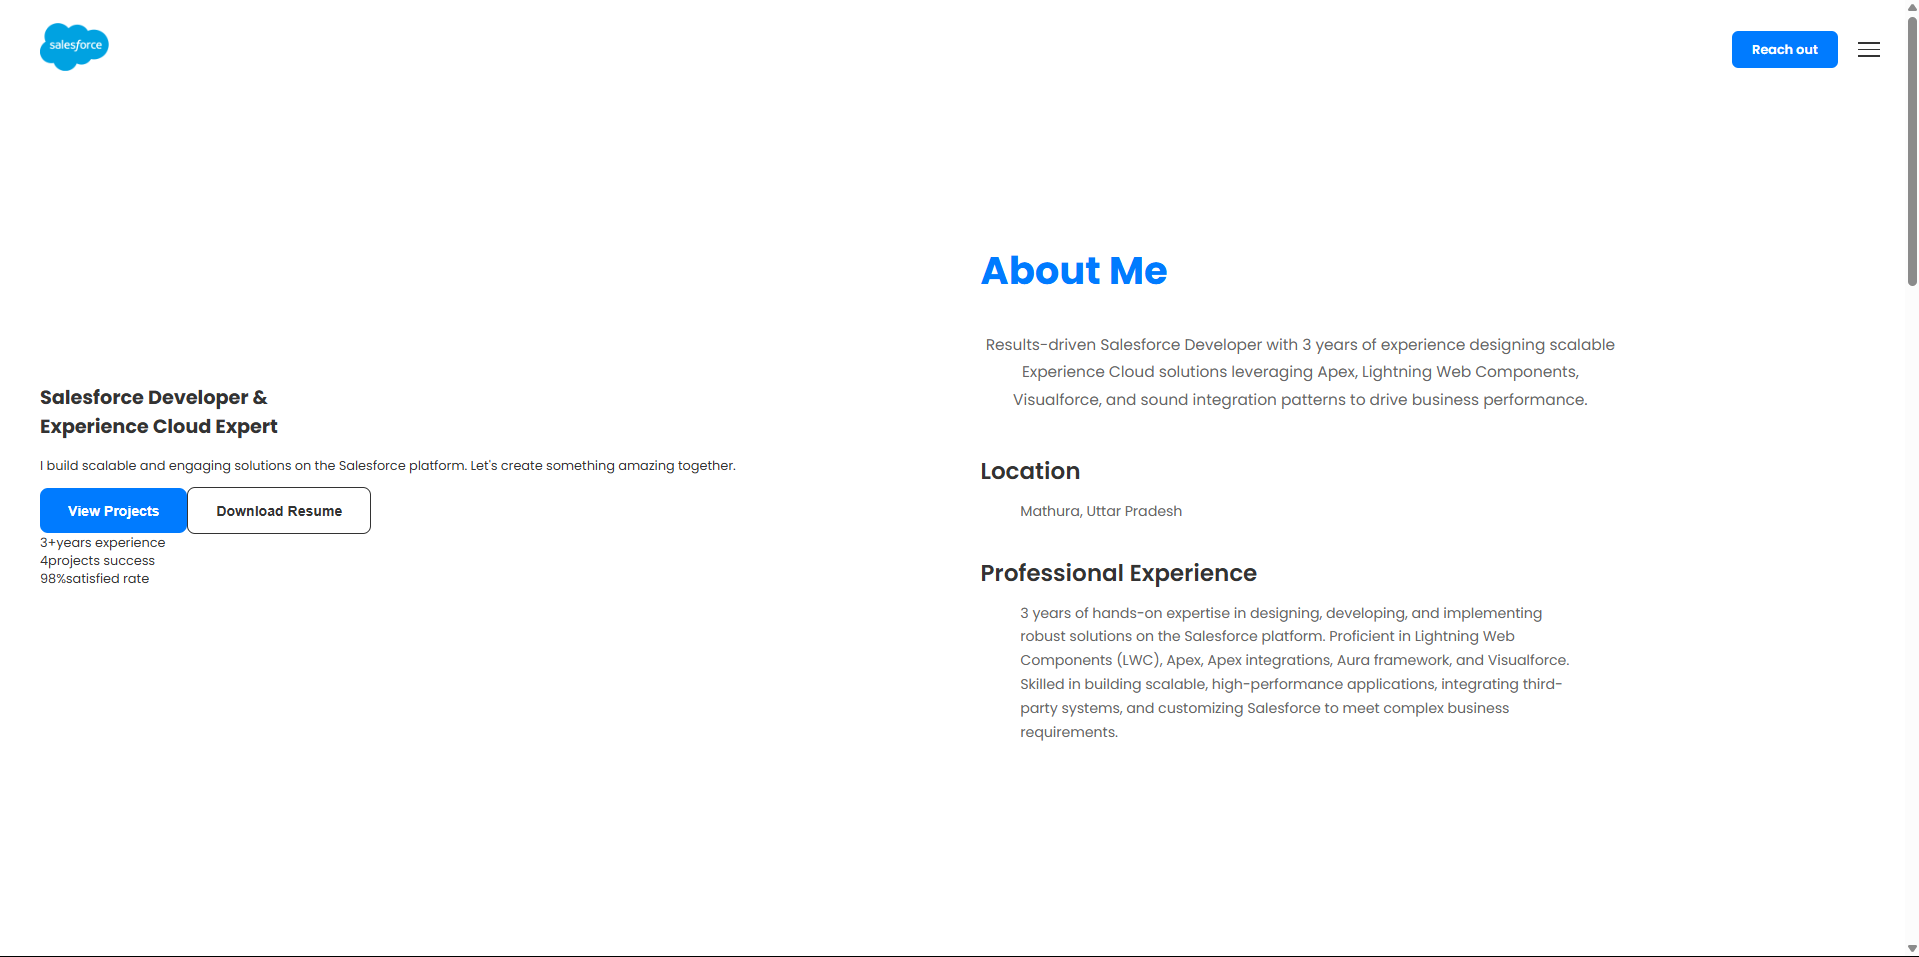 salesforce
Reach out
Salesforce Developer &
Experience Cloud Expert
I build scalable and engaging solutions on the Salesforce platform. Let's create something amazing together.
View Projects
Download Resume
3+years experience
4projects success
98%satisfied rate
About Me
Results-driven Salesforce Developer with 3 years of experience designing scalable
Experience Cloud solutions leveraging Apex, Lightning Web Components,
Visualforce, and sound integration patterns to drive business performance.
Location
Mathura, Uttar Pradesh
Professional Experience
3 years of hands-on expertise in designing, developing, and implementing
robust solutions on the Salesforce platform. Proficient in Lightning Web
Components (LWC), Apex, Apex integrations, Aura framework, and Visualforce.
Skilled in building scalable, high-performance applications, integrating third-
party systems, and customizing Salesforce to meet complex business
requirements.